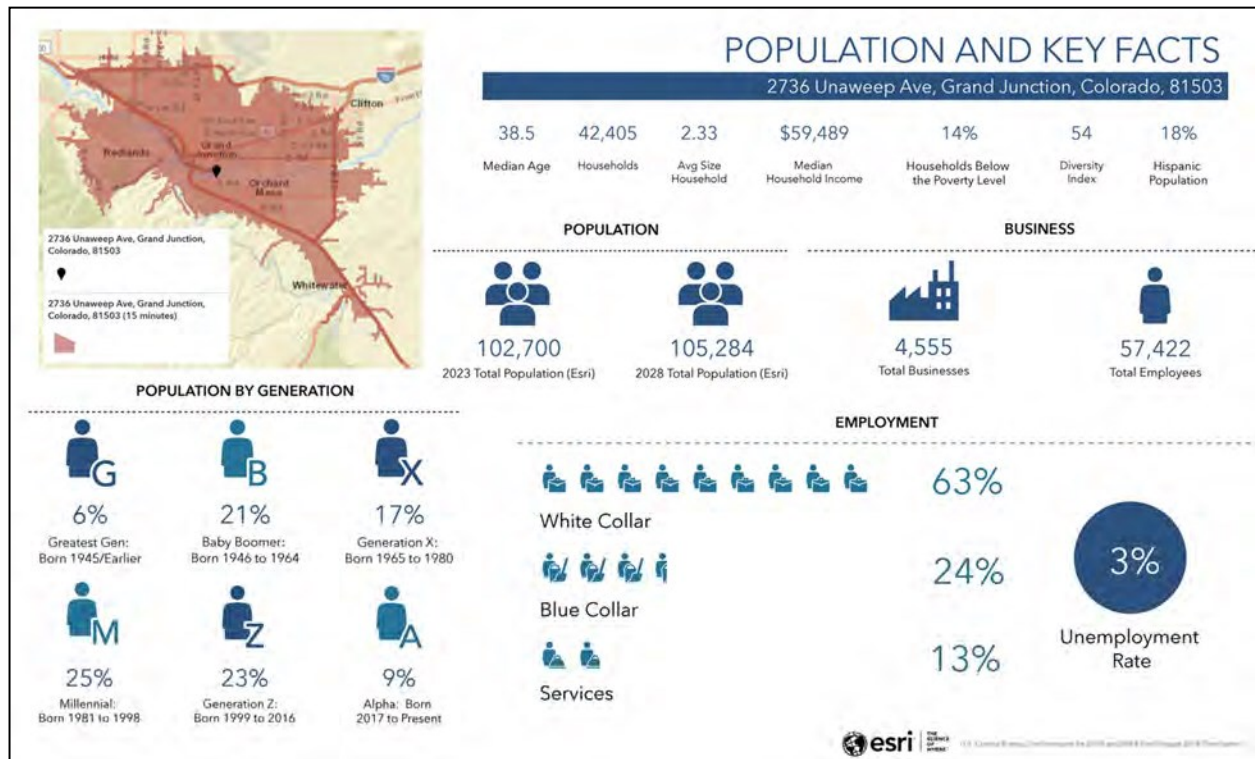 POPULATION AND KEY FACTS
2736 Unaweep Ave, Grand Junction, Colorado, 81503
Clifton
Redlands
Grand
Junction
Orchard
Mesa
Whitewater
2736 Unaweep Ave, Grand Junction,
Colorado, 81503
2736 Unaweep Ave, Grand Junction,
Colorado, 81503 (15 minutes)
38.5
Median Age
42,405
Households
2.33
Avg Size
Household
$59,489
Median
Household Income
14%
Households Below
the Poverty Level
54
Diversity
Index
18%
Hispanic
Population
POPULATION
102,700
2023 Total Population (Esri)
105,284
2028 Total Population (Esri)
BUSINESS
4,555
Total Businesses
57,422
Total Employees
POPULATION BY GENERATION
G
6%
Greatest Gen:
Born 1945/Earlier
B
21%
Baby Boomer:
Born 1946 to 1964
X
17%
Generation X:
Born 1965 to 1980
M
25%
Millennial:
Born 1981 to 1998
Z
23%
Generation Z:
Born 1999 to 2016
A
9%
Alpha: Born
2017 to Present
EMPLOYMENT
63%
White Collar
24%
Blue Collar
13%
Services
3%
Unemployment
Rate
esri
THE
SCIENCE
OF
WHERE